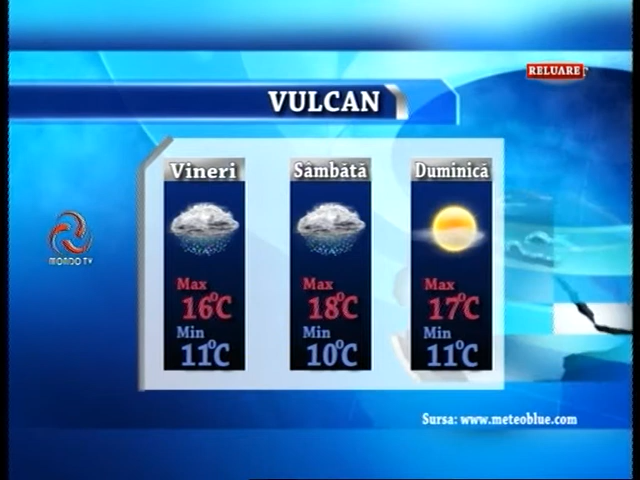 RELUARE
VULCAN
Vineri
Max
16°C
Min
11°C
Sâmbătă
Max
18°C
Min
10°C
Duminică
Max
17°C
Min
11°C
MONDO TV
Sursa: www.meteoblue.com